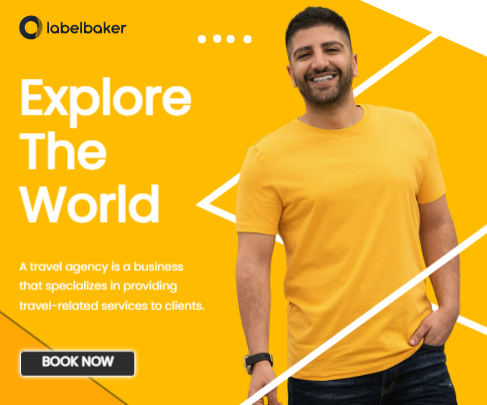 labelbaker
Explore
The
World
A travel agency is a business
that specializes in providing
travel-related services to clients.
BOOK NOW